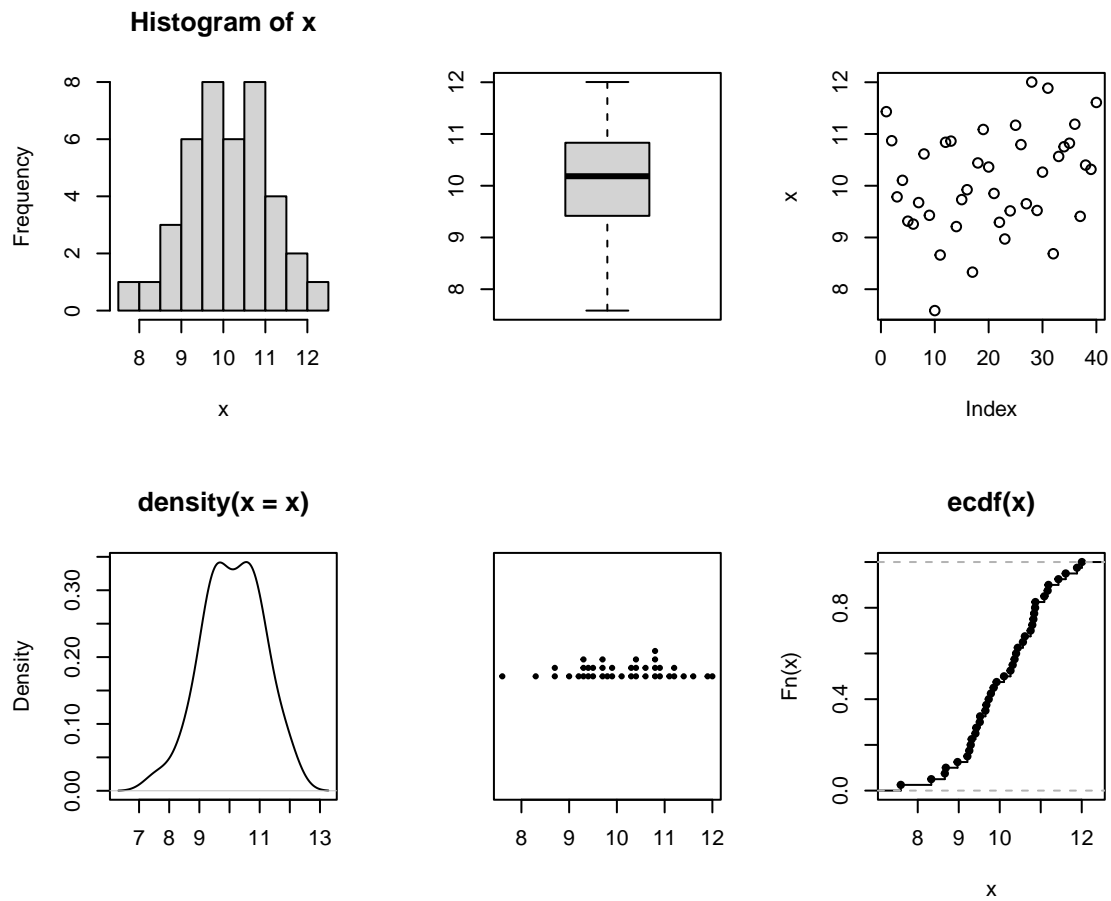 Histogram of x
Frequency
0 2 4 6 8
8 9 10 11 12
x
8 9 10 11 12
x
8 9 10 11 12
0 10 20 30 40
Index
density(x = x)
Density
0.00 0.10 0.20 0.30
7 8 9 11 13
8 9 10 11 12
ecdf(x)
Fn(x)
0.0 0.4 0.8
8 9 10 12
x